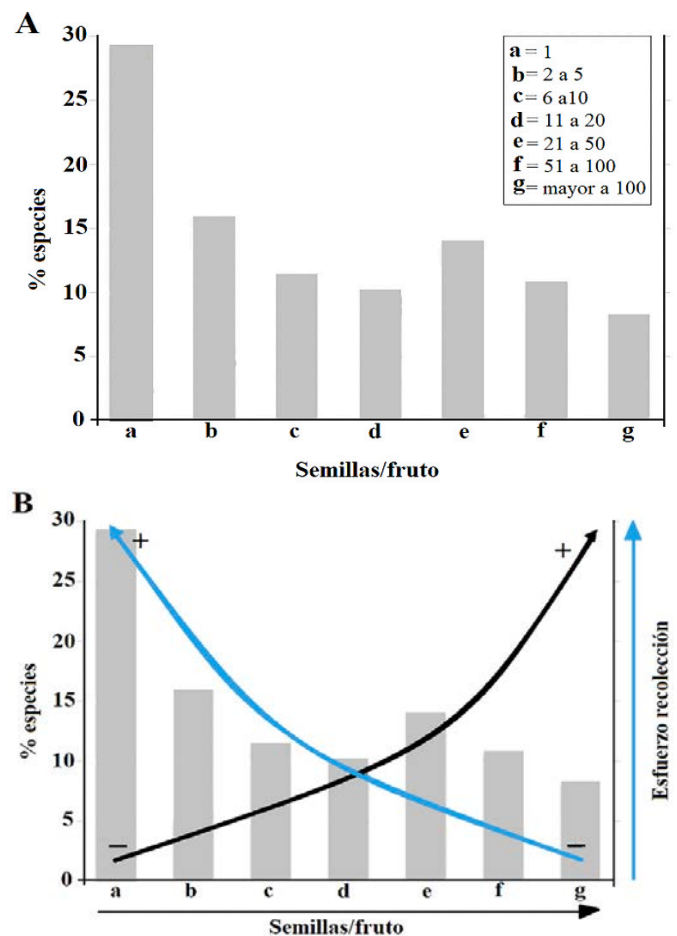 A
30
25
20
15
10
5
0
% especies
a = 1
b = 2 a 5
c = 6 a10
d = 11 a 20
e = 21 a 50
f = 51 a 100
g= mayor a 100
a b c d e f g
Semillas/fruto
B
30
25
20
15
10
5
0
% especies
+
+
−
−
Esfuerzo recolección
a b c d e f g
Semillas/fruto